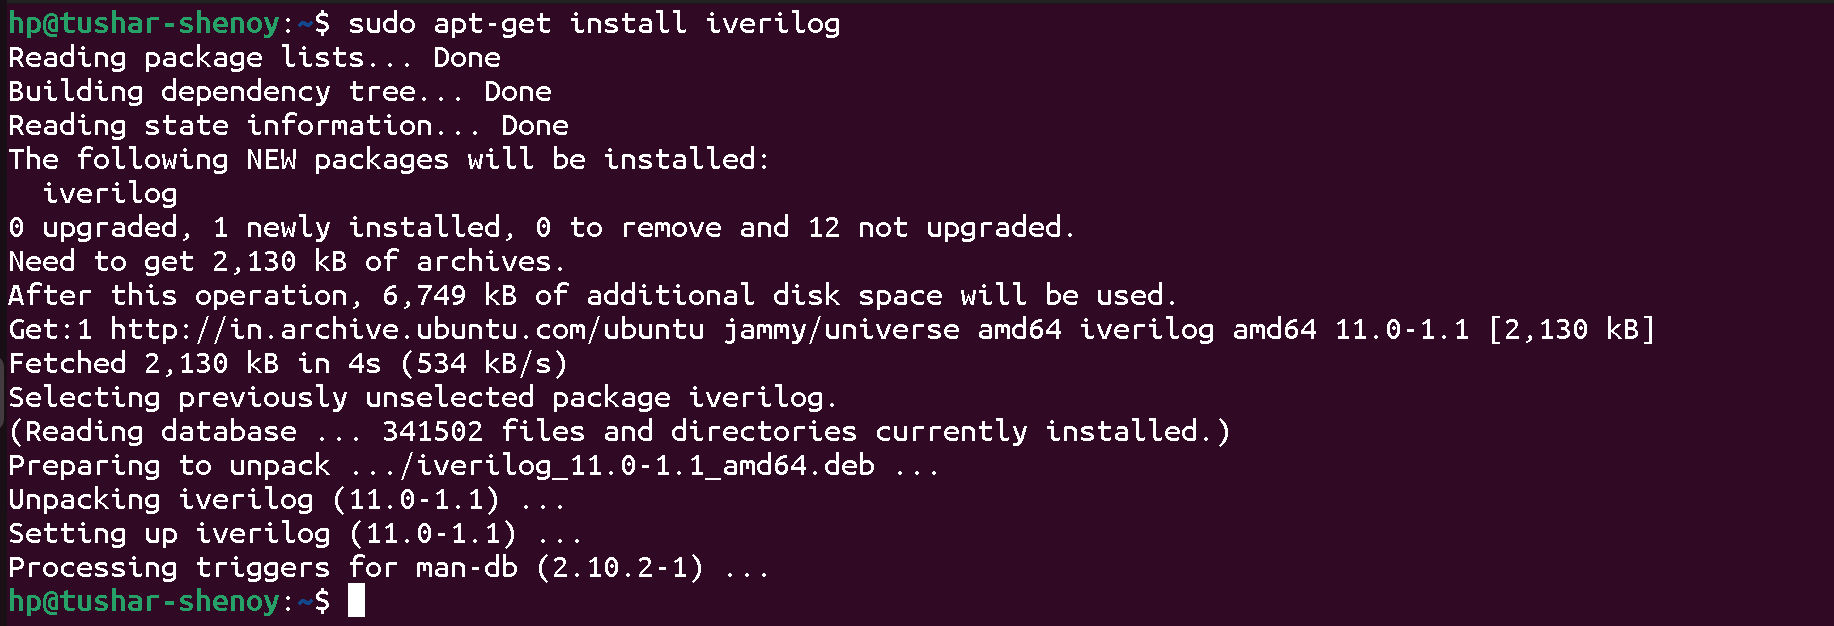 hp@tushar-shenoy:~$ sudo apt-get install iverilog
Reading package lists... Done
Building dependency tree... Done
Reading state information... Done
The following NEW packages will be installed:
  iverilog
0 upgraded, 1 newly installed, 0 to remove and 12 not upgraded.
Need to get 2,130 kB of archives.
After this operation, 6,749 kB of additional disk space will be used.
Get:1 http://in.archive.ubuntu.com/ubuntu jammy/universe amd64 iverilog amd64 11.0-1.1 [2,130 kB]
Fetched 2,130 kB in 4s (534 kB/s)
Selecting previously unselected package iverilog.
(Reading database ... 341502 files and directories currently installed.)
Preparing to unpack .../iverilog_11.0-1.1_amd64.deb ...
Unpacking iverilog (11.0-1.1) ...
Setting up iverilog (11.0-1.1) ...
Processing triggers for man-db (2.10.2-1) ...
hp@tushar-shenoy:~$